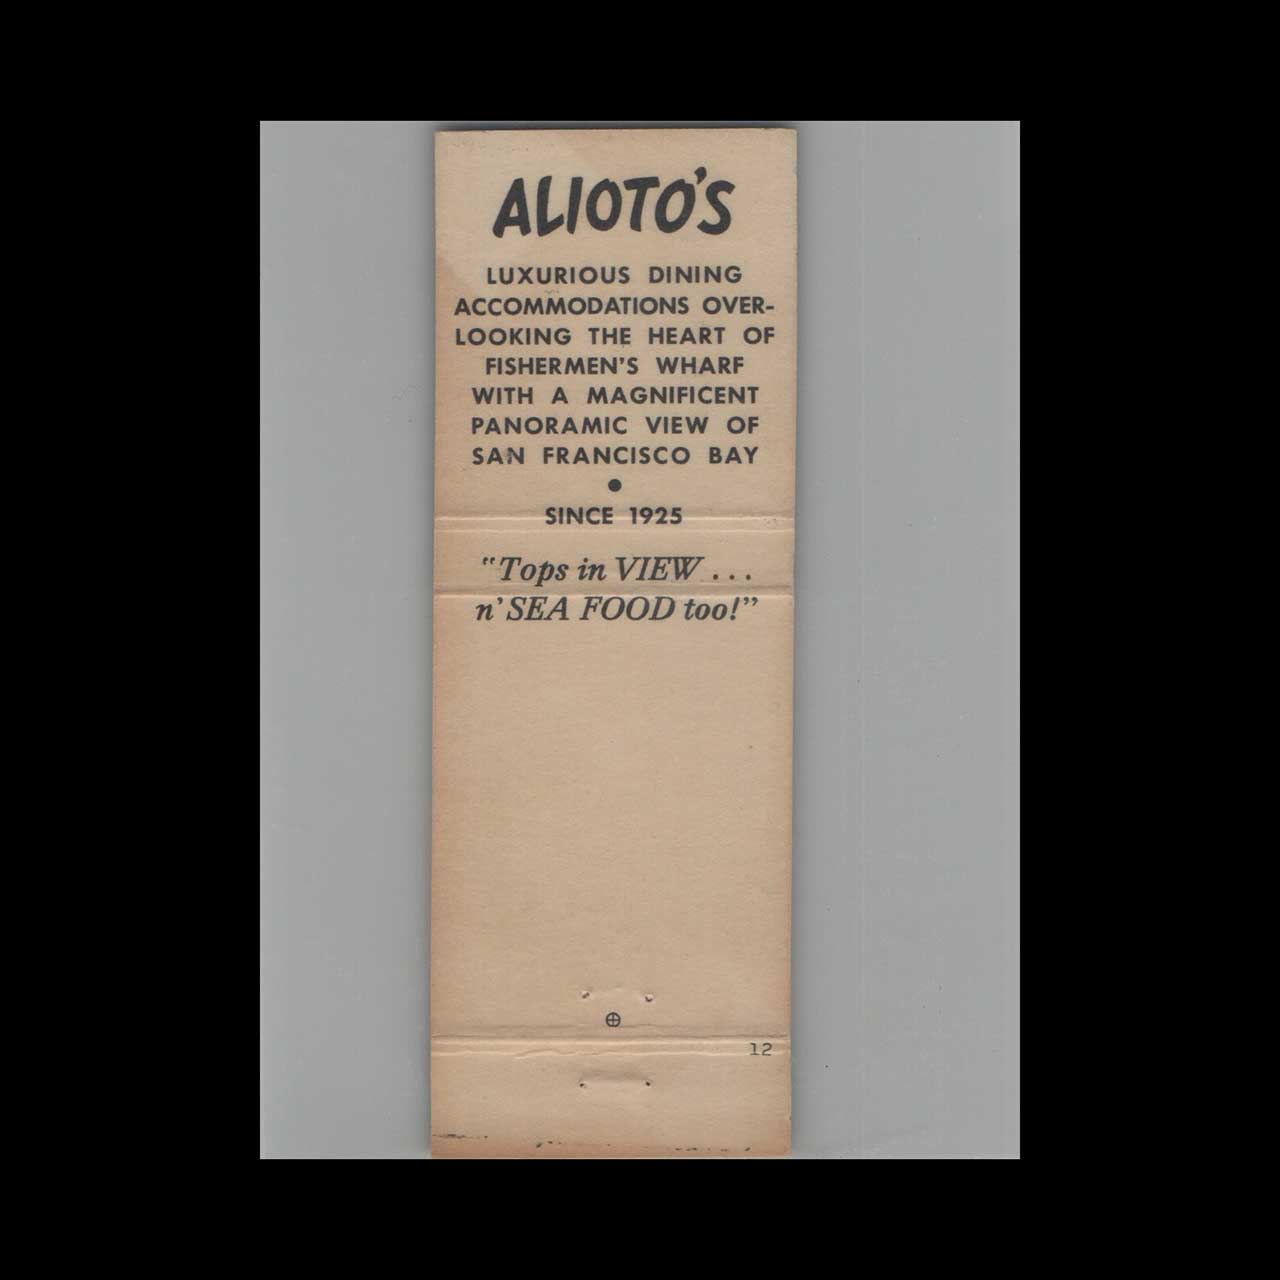 ALIOTO'S
LUXURIOUS DINING
ACCOMMODATIONS OVER-
LOOKING THE HEART OF
FISHERMEN'S WHARF
WITH A MAGNIFICENT
PANORAMIC VIEW OF
SAN FRANCISCO BAY
•
SINCE 1925
"Tops in VIEW . . .
n' SEA FOOD too!"
12